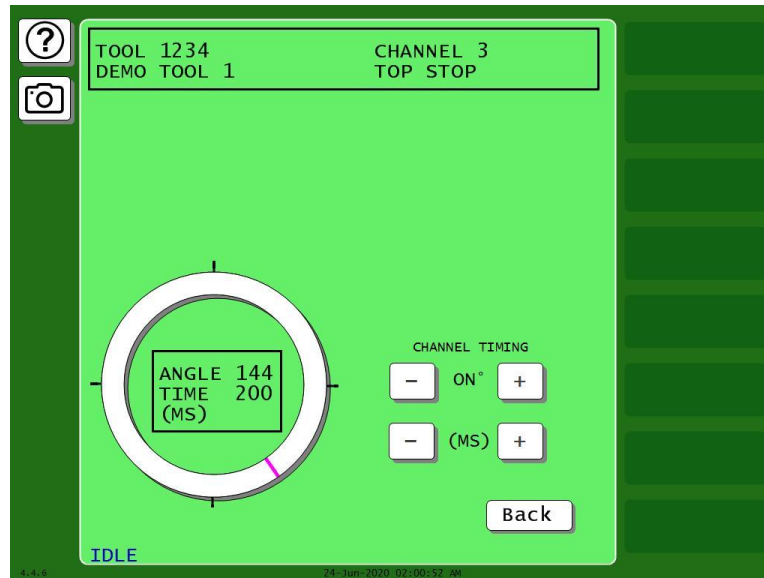 ?
TOOL 1234
DEMO TOOL 1
CHANNEL 3
TOP STOP
ANGLE 144
TIME 200
(MS)
CHANNEL TIMING
- ON° +
- (MS) +
Back
IDLE
4.4.6
24-Jun-2020 02:00:52 AM